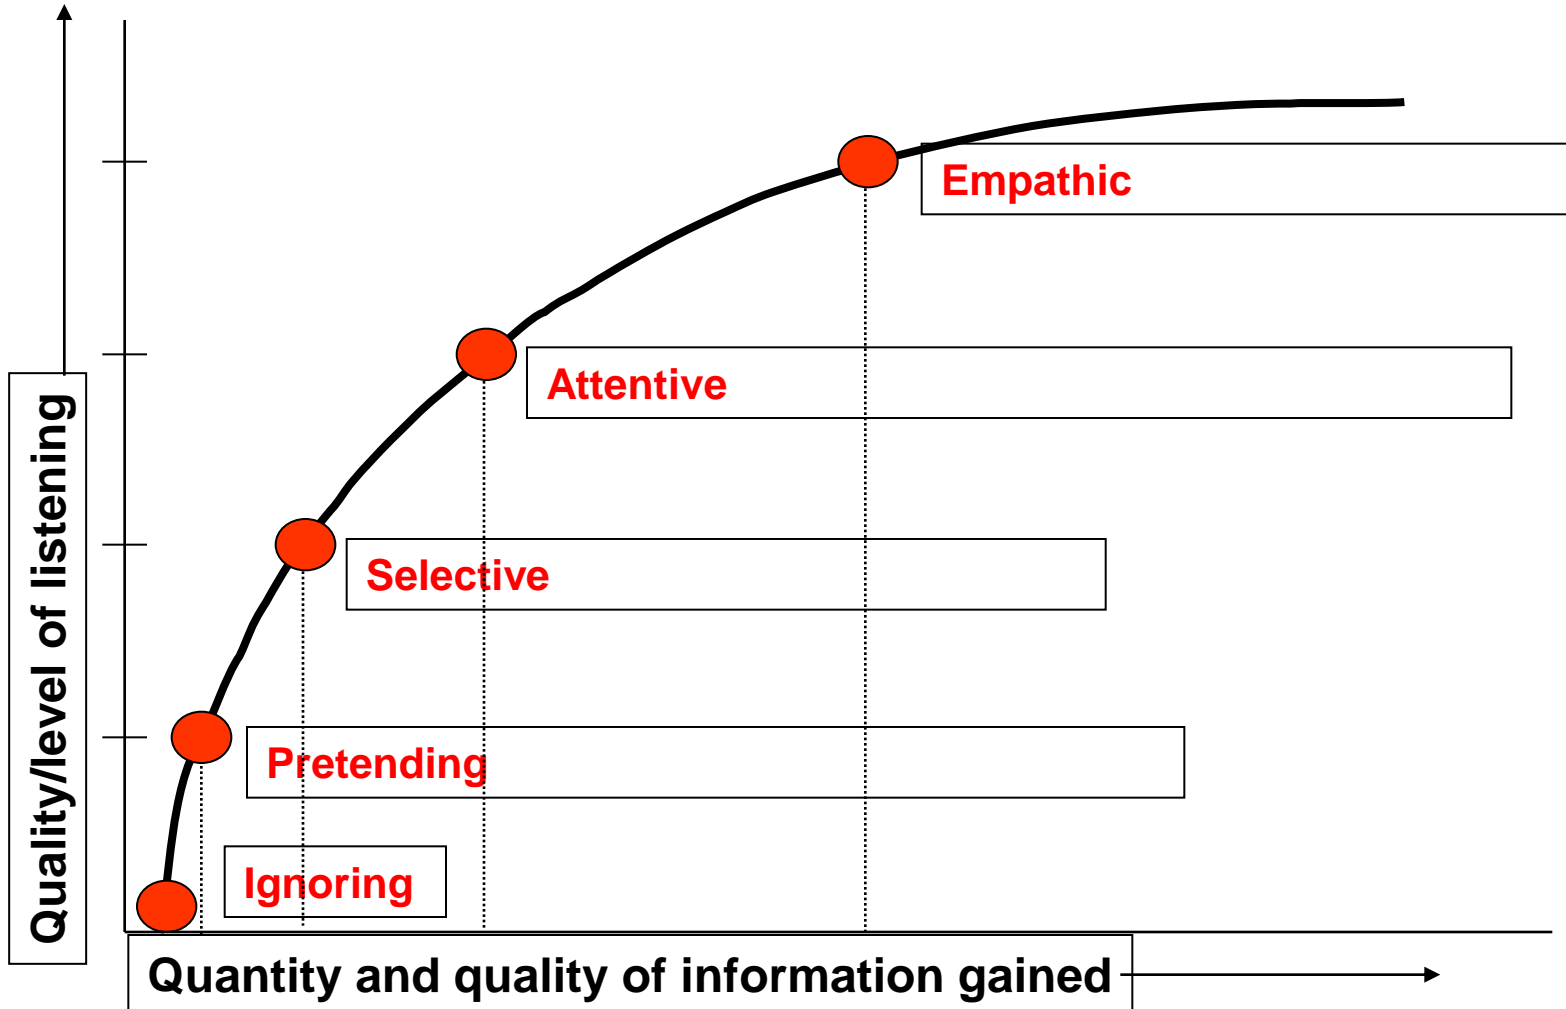 Empathic
Attentive
Selective
Pretending
Ignoring
Quality/level of listening
Quantity and quality of information gained